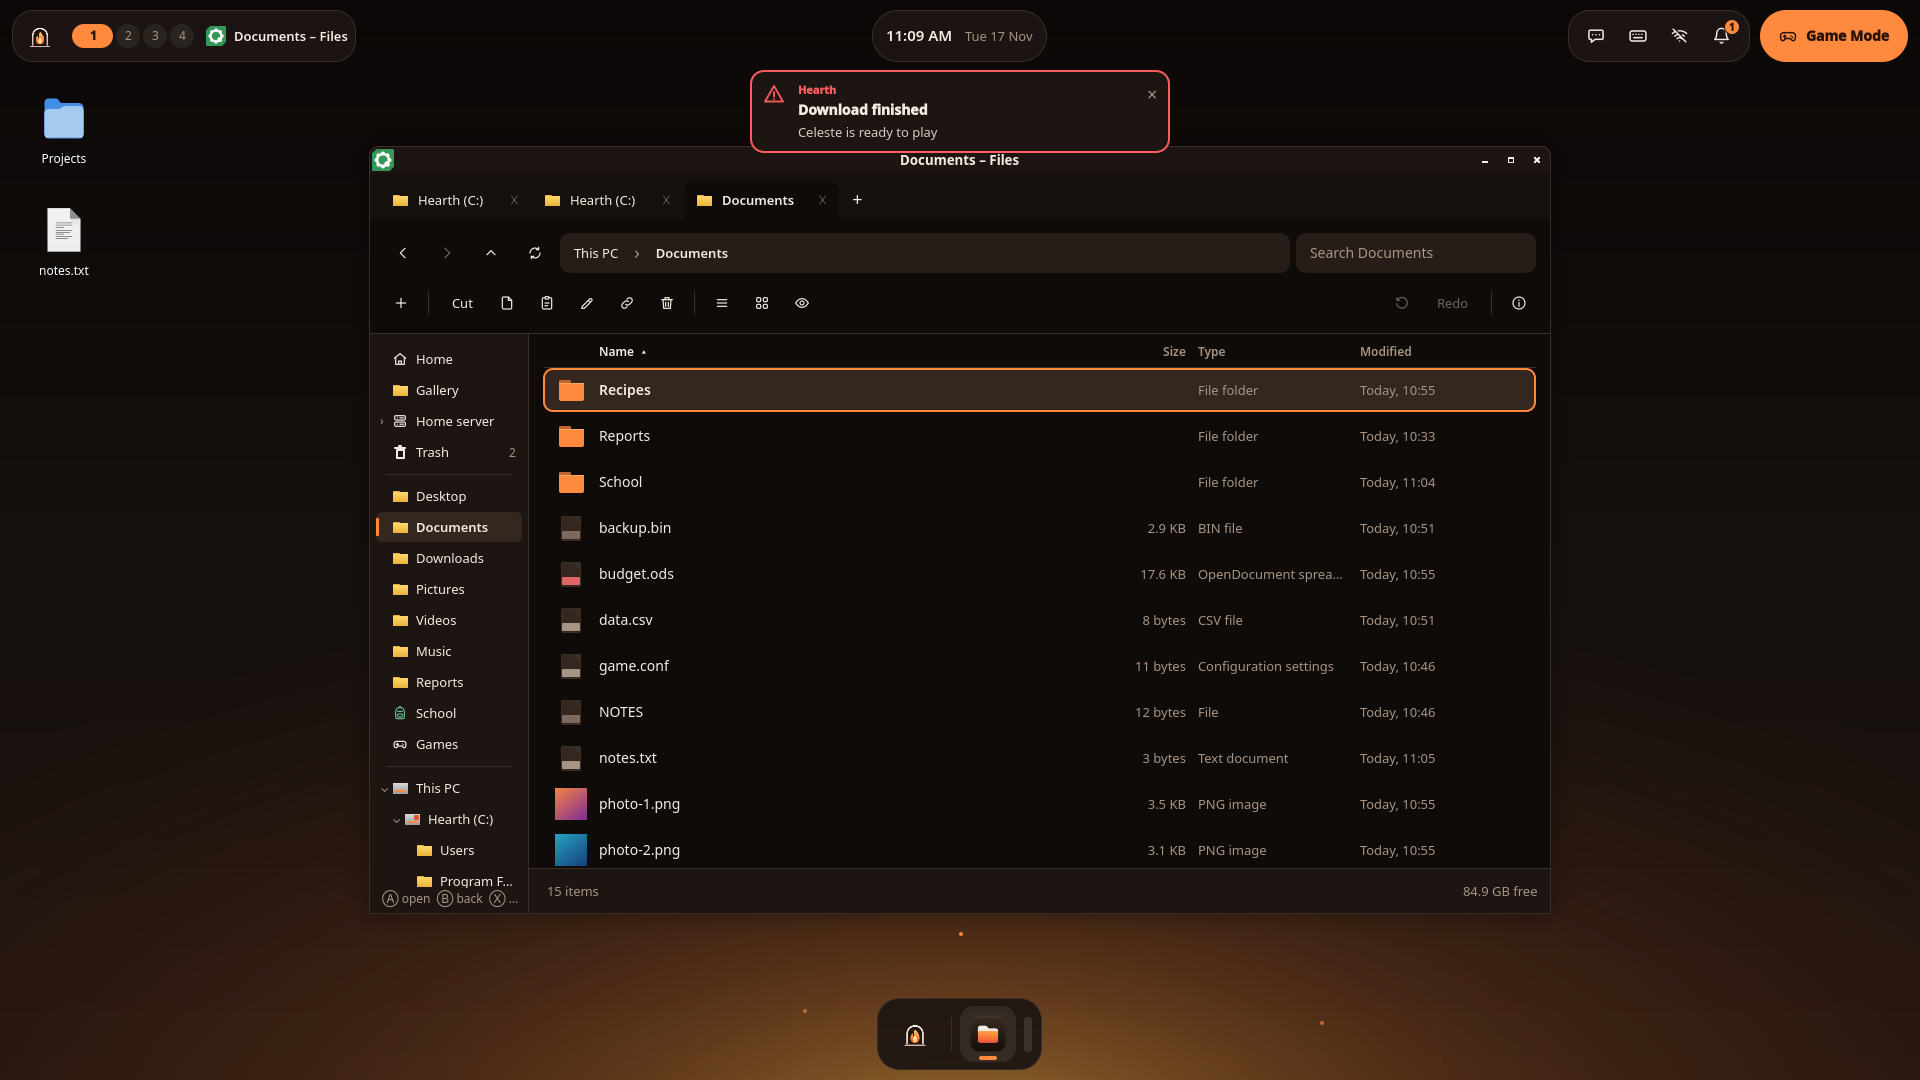 1 2 3 4 Documents – Files
11:09 AM Tue 17 Nov
1
Game Mode
Projects
notes.txt
Hearth
Download finished
Celeste is ready to play
Documents – Files
Hearth (C:) X Hearth (C:) X Documents X +
This PC › Documents
Search Documents
Cut
Redo
Home
Gallery
Home server
Trash 2
Desktop
Documents
Downloads
Pictures
Videos
Music
Reports
School
Games
This PC
Hearth (C:)
Users
Program F...
A open B back X ...
Name Size Type Modified
Recipes File folder Today, 10:55
Reports File folder Today, 10:33
School File folder Today, 11:04
backup.bin 2.9 KB BIN file Today, 10:51
budget.ods 17.6 KB OpenDocument sprea... Today, 10:55
data.csv 8 bytes CSV file Today, 10:51
game.conf 11 bytes Configuration settings Today, 10:46
NOTES 12 bytes File Today, 10:46
notes.txt 3 bytes Text document Today, 11:05
photo-1.png 3.5 KB PNG image Today, 10:55
photo-2.png 3.1 KB PNG image Today, 10:55
15 items 84.9 GB free